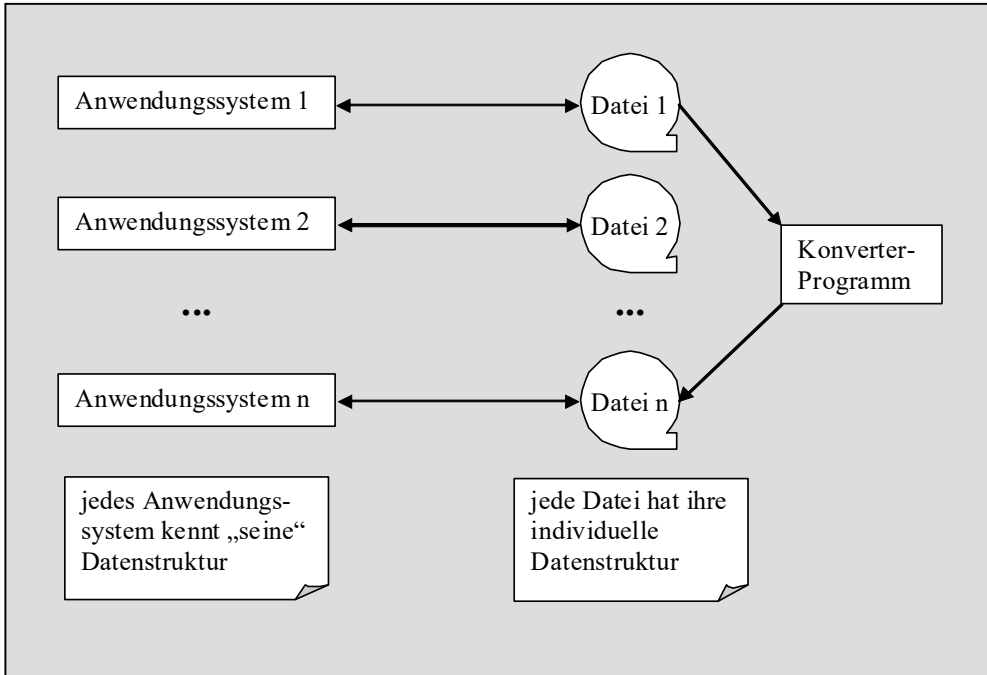 Anwendungssystem 1
Datei 1
Anwendungssystem 2
Datei 2
Konverter-
Programm
...
...
Anwendungssystem n
Datei n
jedes Anwendungs-
system kennt „seine“
Datenstruktur
jede Datei hat ihre
individuelle
Datenstruktur